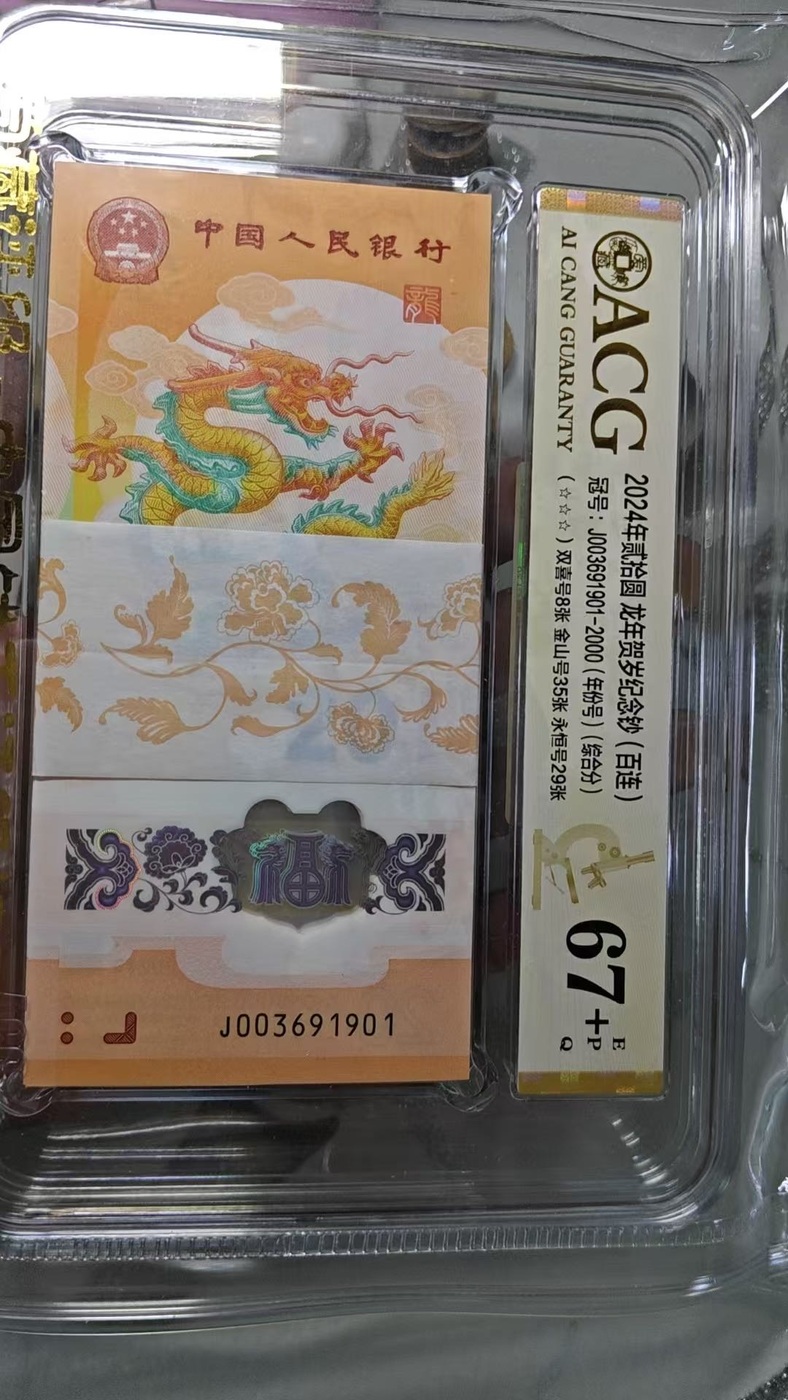 中国人民银行
龍
福
J003691901
ACG
AI CANG GUARANTY
2024年贰拾圆 龙年贺岁纪念钞（百连）
冠号：J003691901-2000（年份号）（综合分）
（☆☆☆）双喜号8张 金山号35张 永恒号29张
67+
E
P
Q